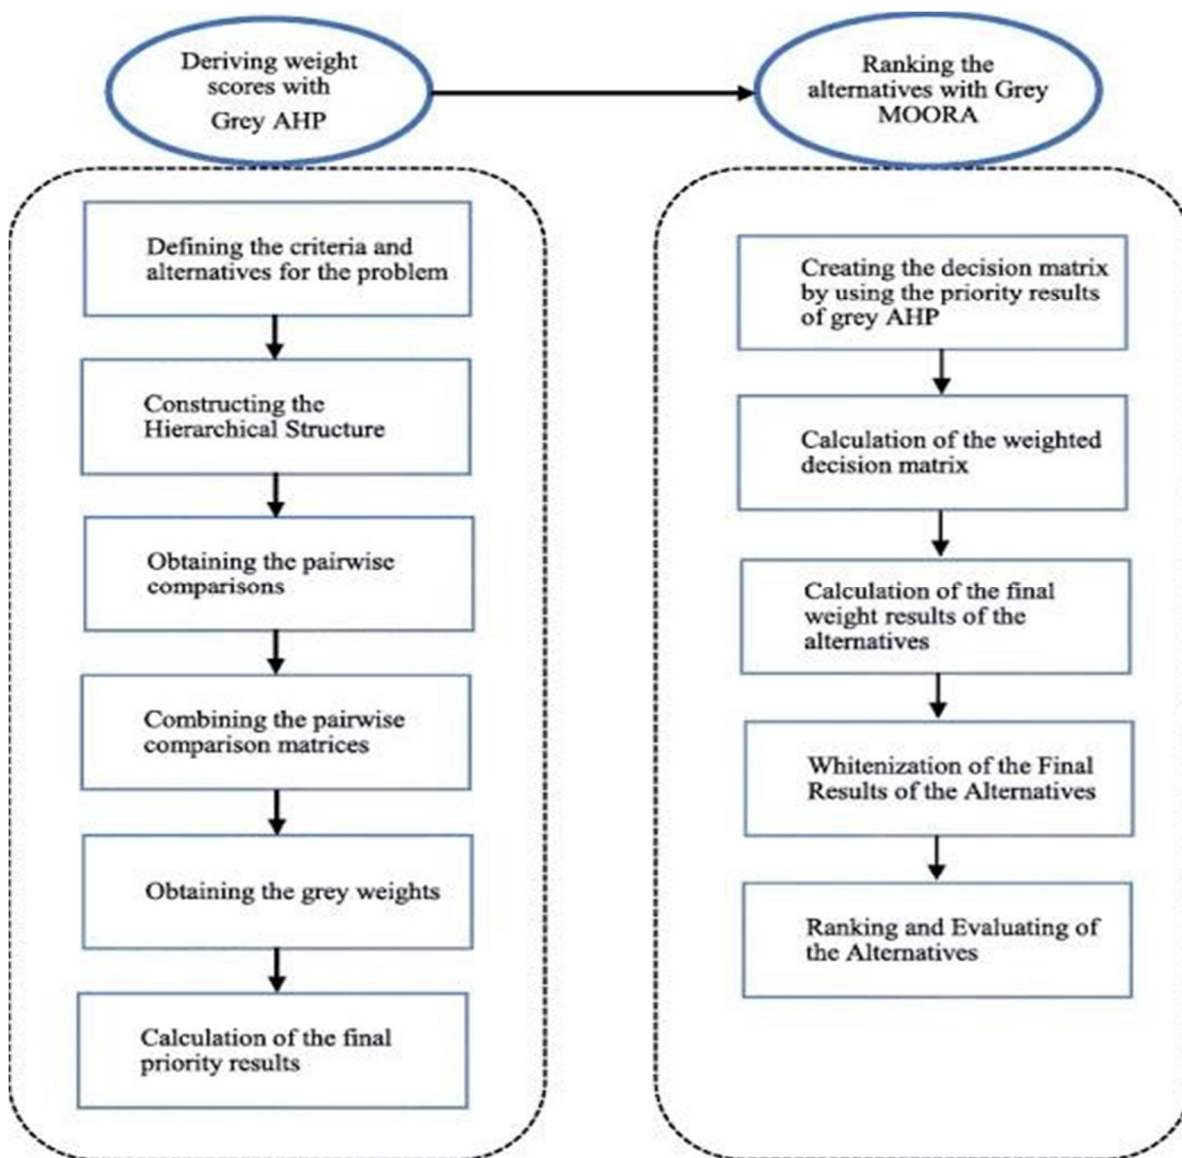 Deriving weight
scores with
Grey AHP
Ranking the
alternatives with Grey
MOORA
Defining the criteria and
alternatives for the problem
Constructing the
Hierarchical Structure
Obtaining the pairwise
comparisons
Combining the pairwise
comparison matrices
Obtaining the grey weights
Calculation of the final
priority results
Creating the decision matrix
by using the priority results
of grey AHP
Calculation of the weighted
decision matrix
Calculation of the final
weight results of the
alternatives
Whitenization of the Final
Results of the Alternatives
Ranking and Evaluating of
the Alternatives